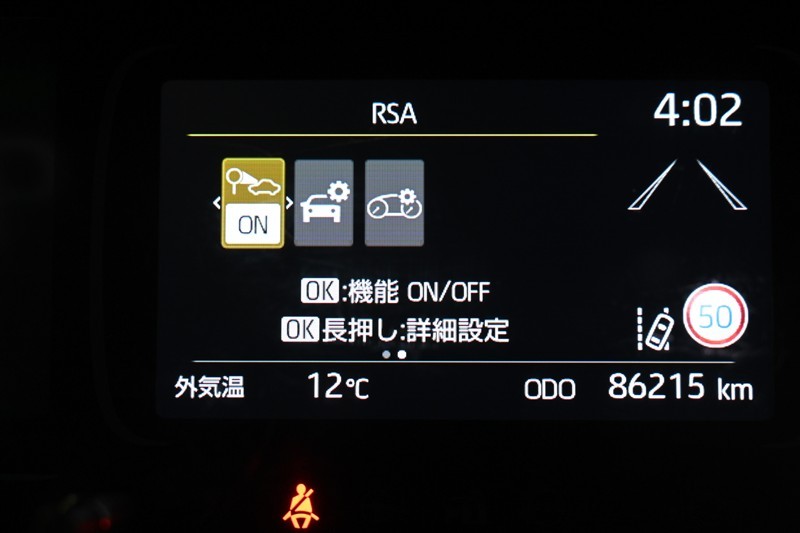 RSA
4:02
ON
OK:機能 ON/OFF
OK長押し:詳細設定
50
外気温 12℃ ODO 86215 km